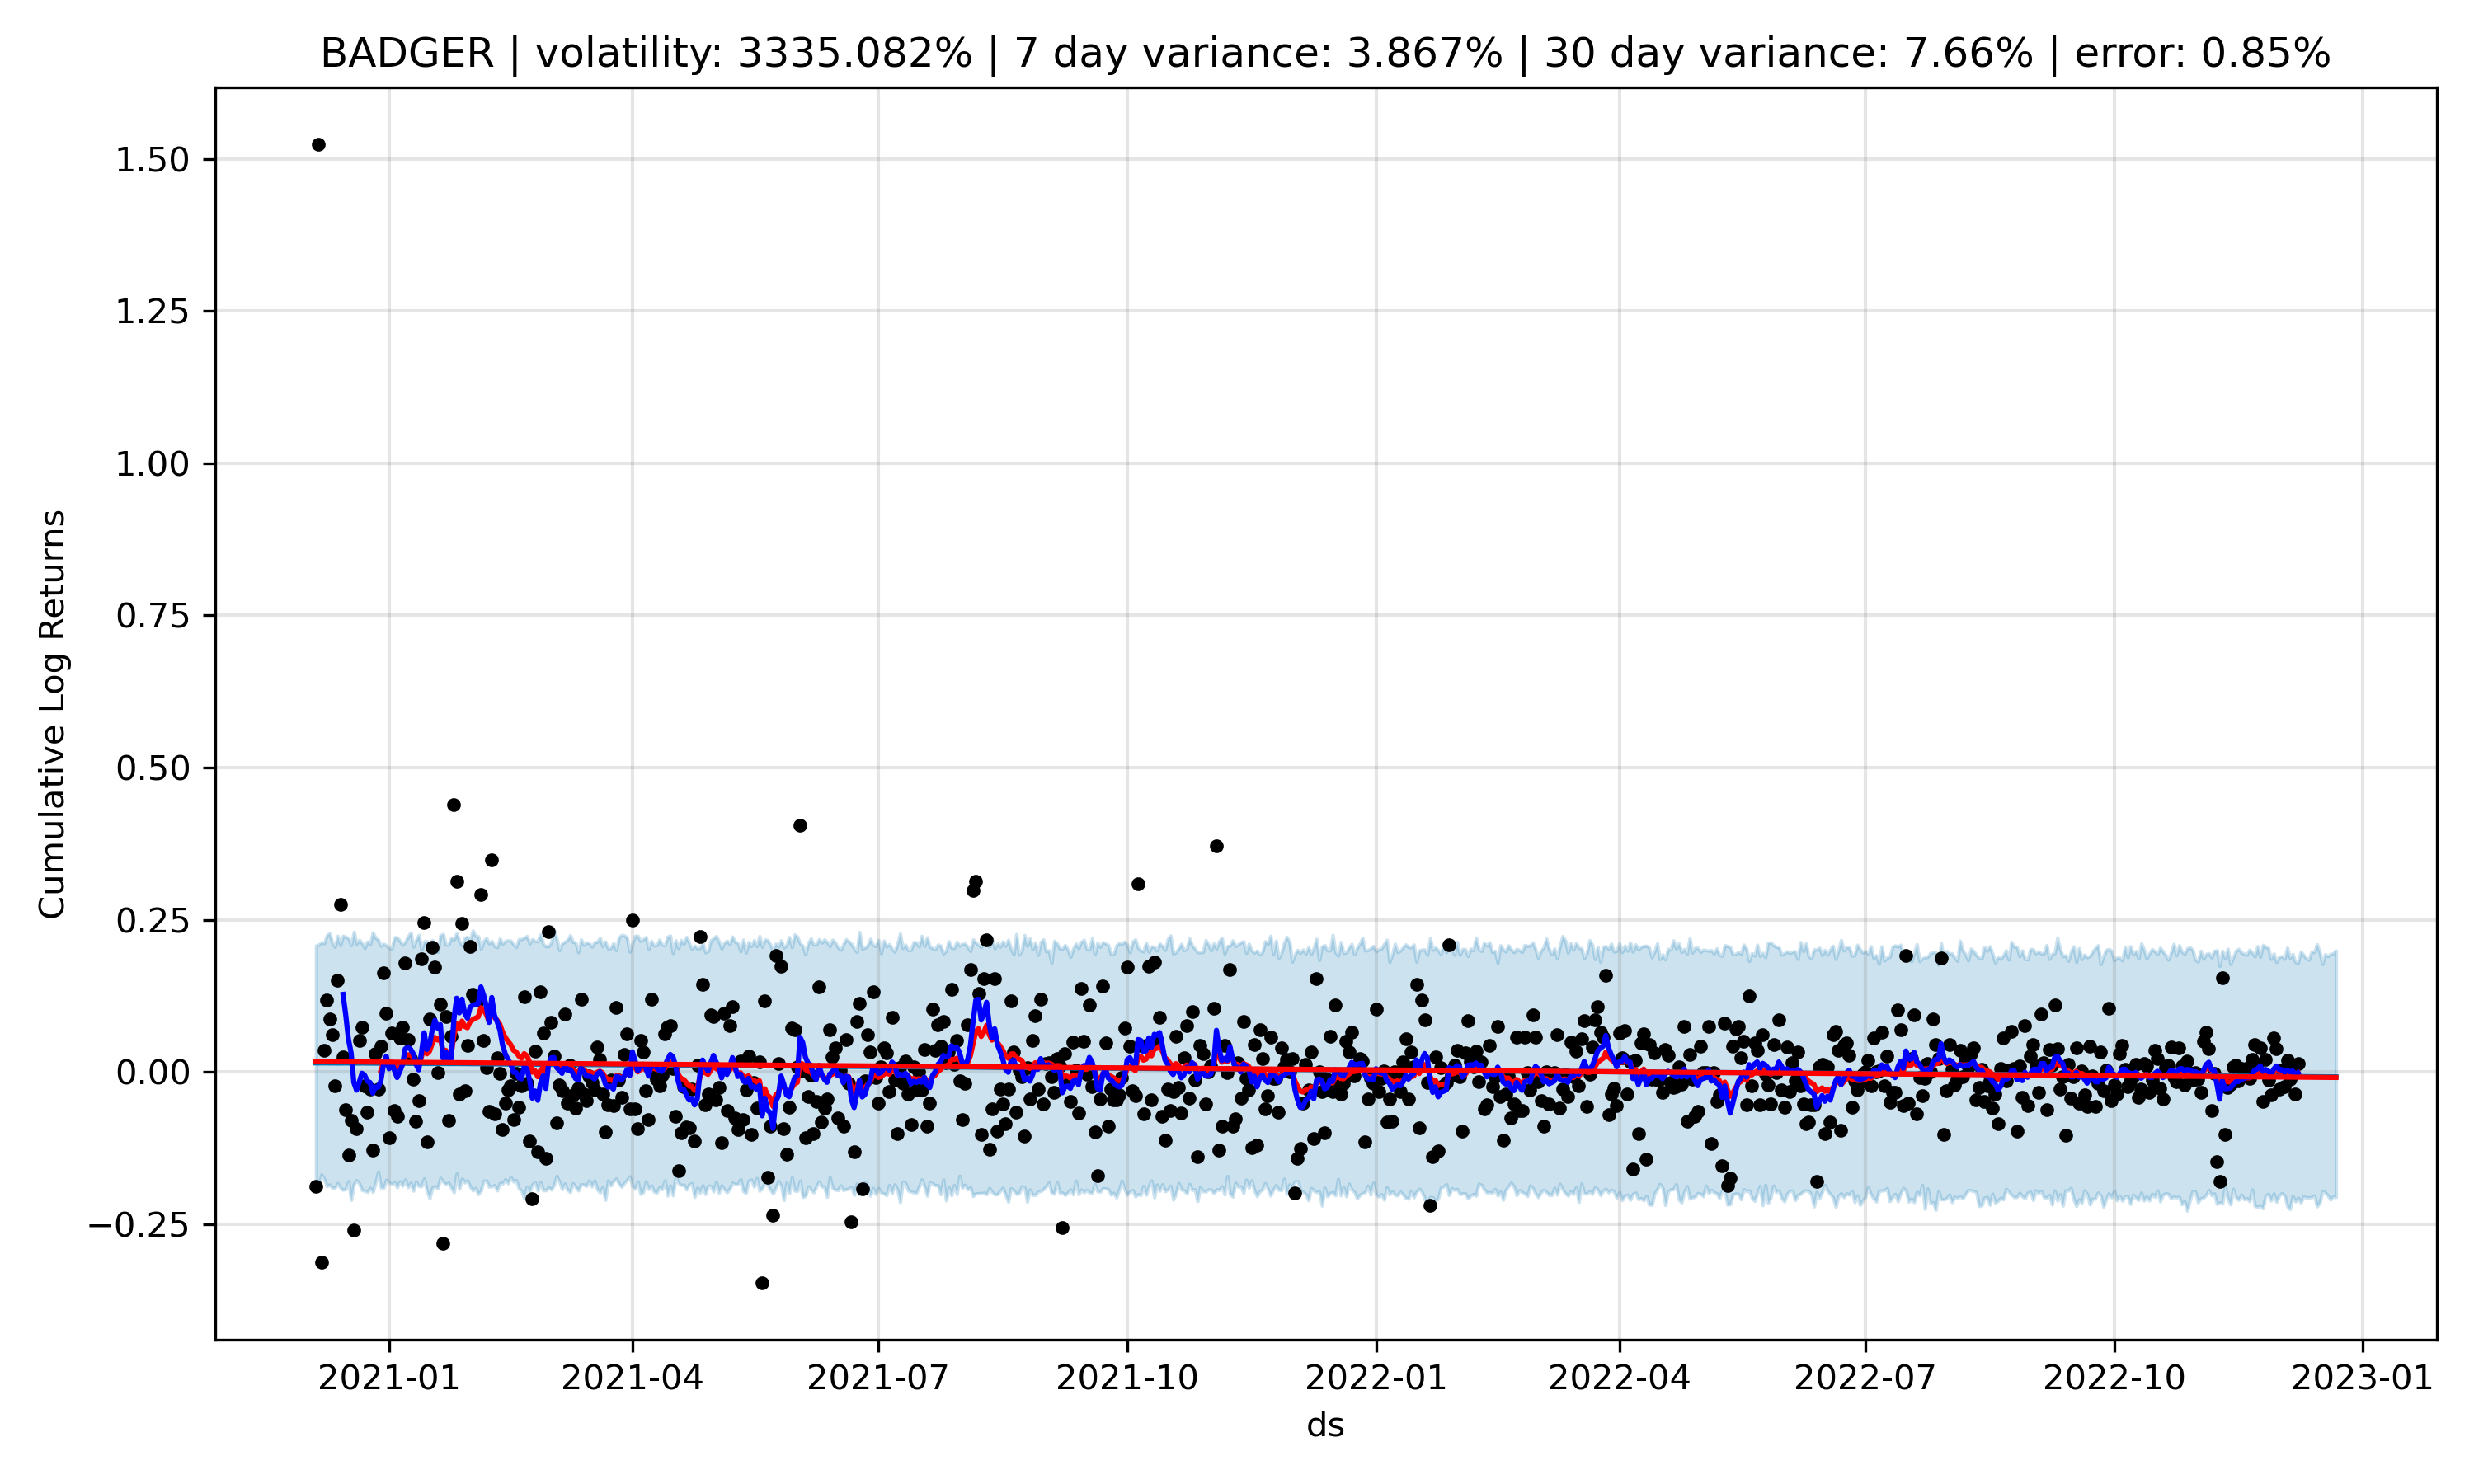 BADGER | volatility: 3335.082% | 7 day variance: 3.867% | 30 day variance: 7.66% | error: 0.85%
1.50
1.25
1.00
0.75
0.50
0.25
0.00
−0.25
Cumulative Log Returns
2021-01 2021-04 2021-07 2021-10 2022-01 2022-04 2022-07 2022-10 2023-01
ds